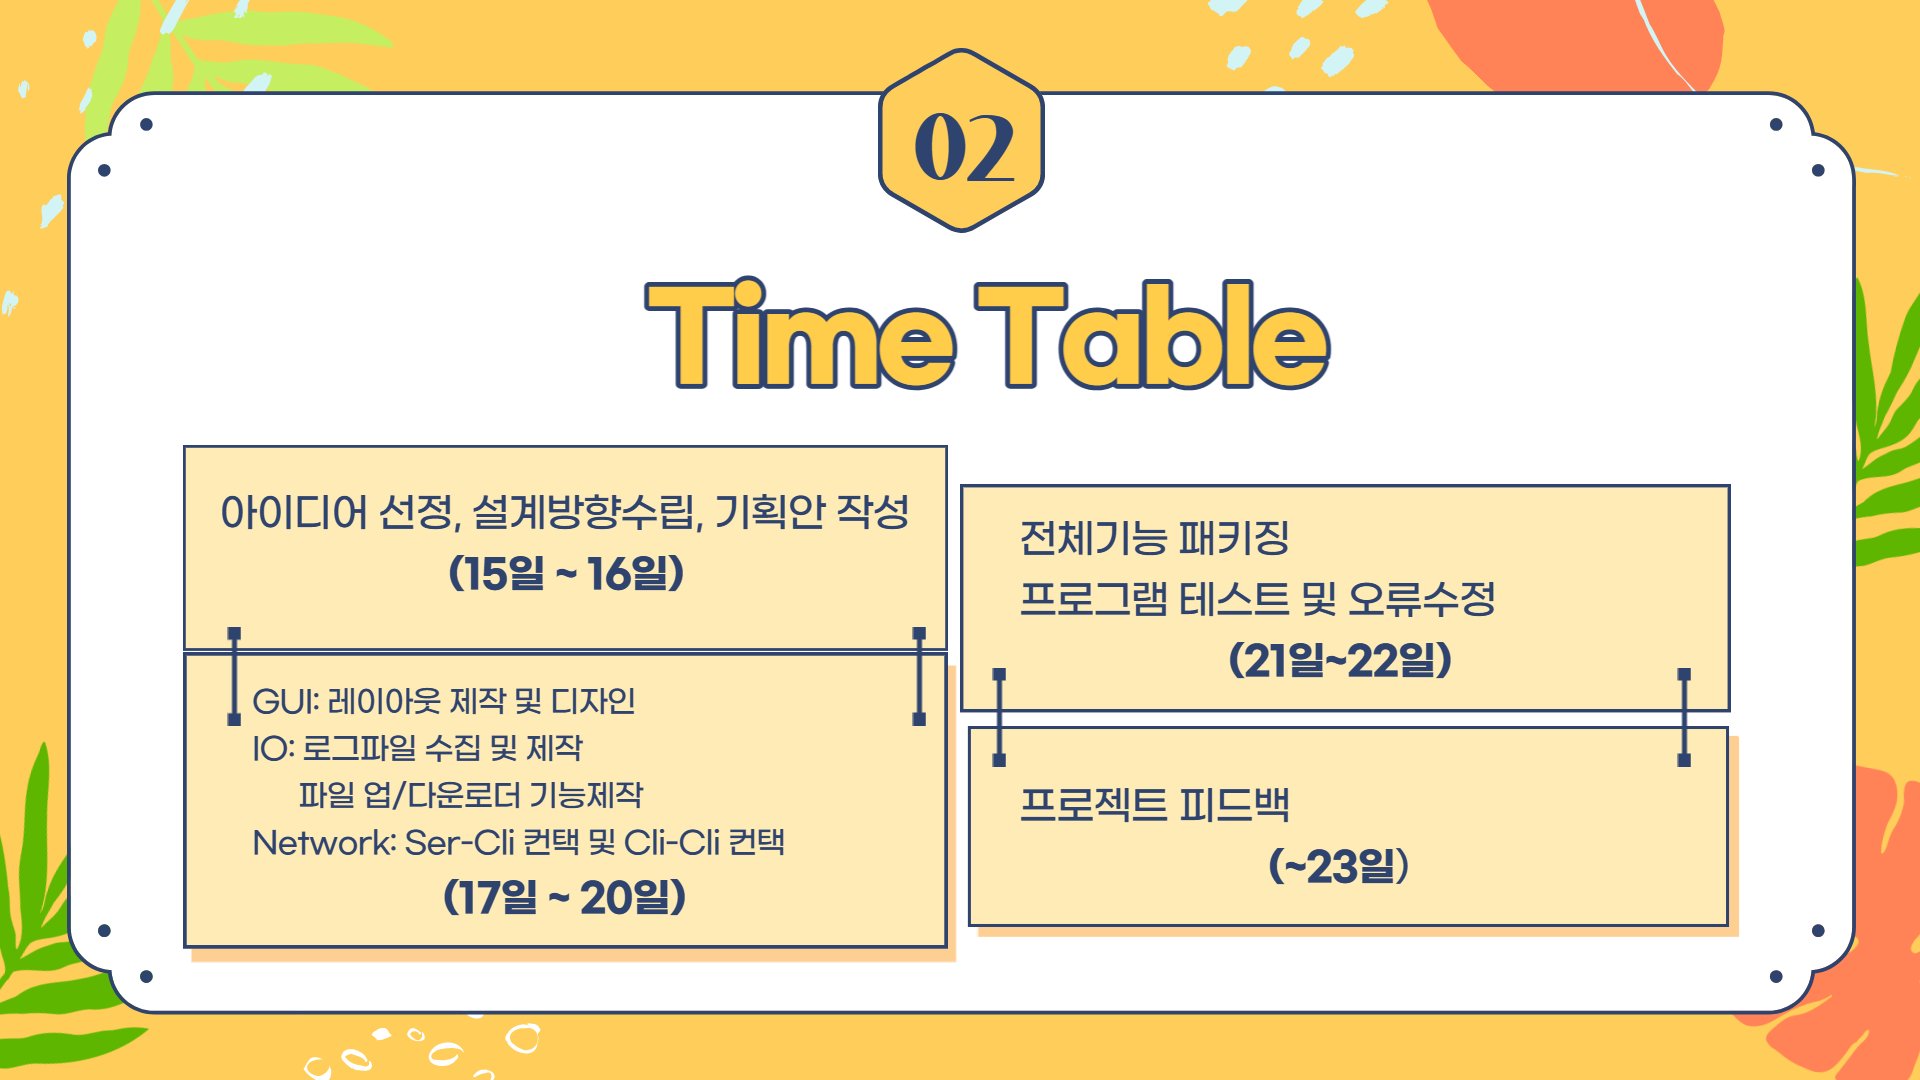 02
Time Table
아이디어 선정, 설계방향수립, 기획안 작성
(15일 ~ 16일)
GUI: 레이아웃 제작 및 디자인
IO: 로그파일 수집 및 제작
파일 업/다운로더 기능제작
Network: Ser-Cli 컨택 및 Cli-Cli 컨택
(17일 ~ 20일)
전체기능 패키징
프로그램 테스트 및 오류수정
(21일~22일)
프로젝트 피드백
(~23일)